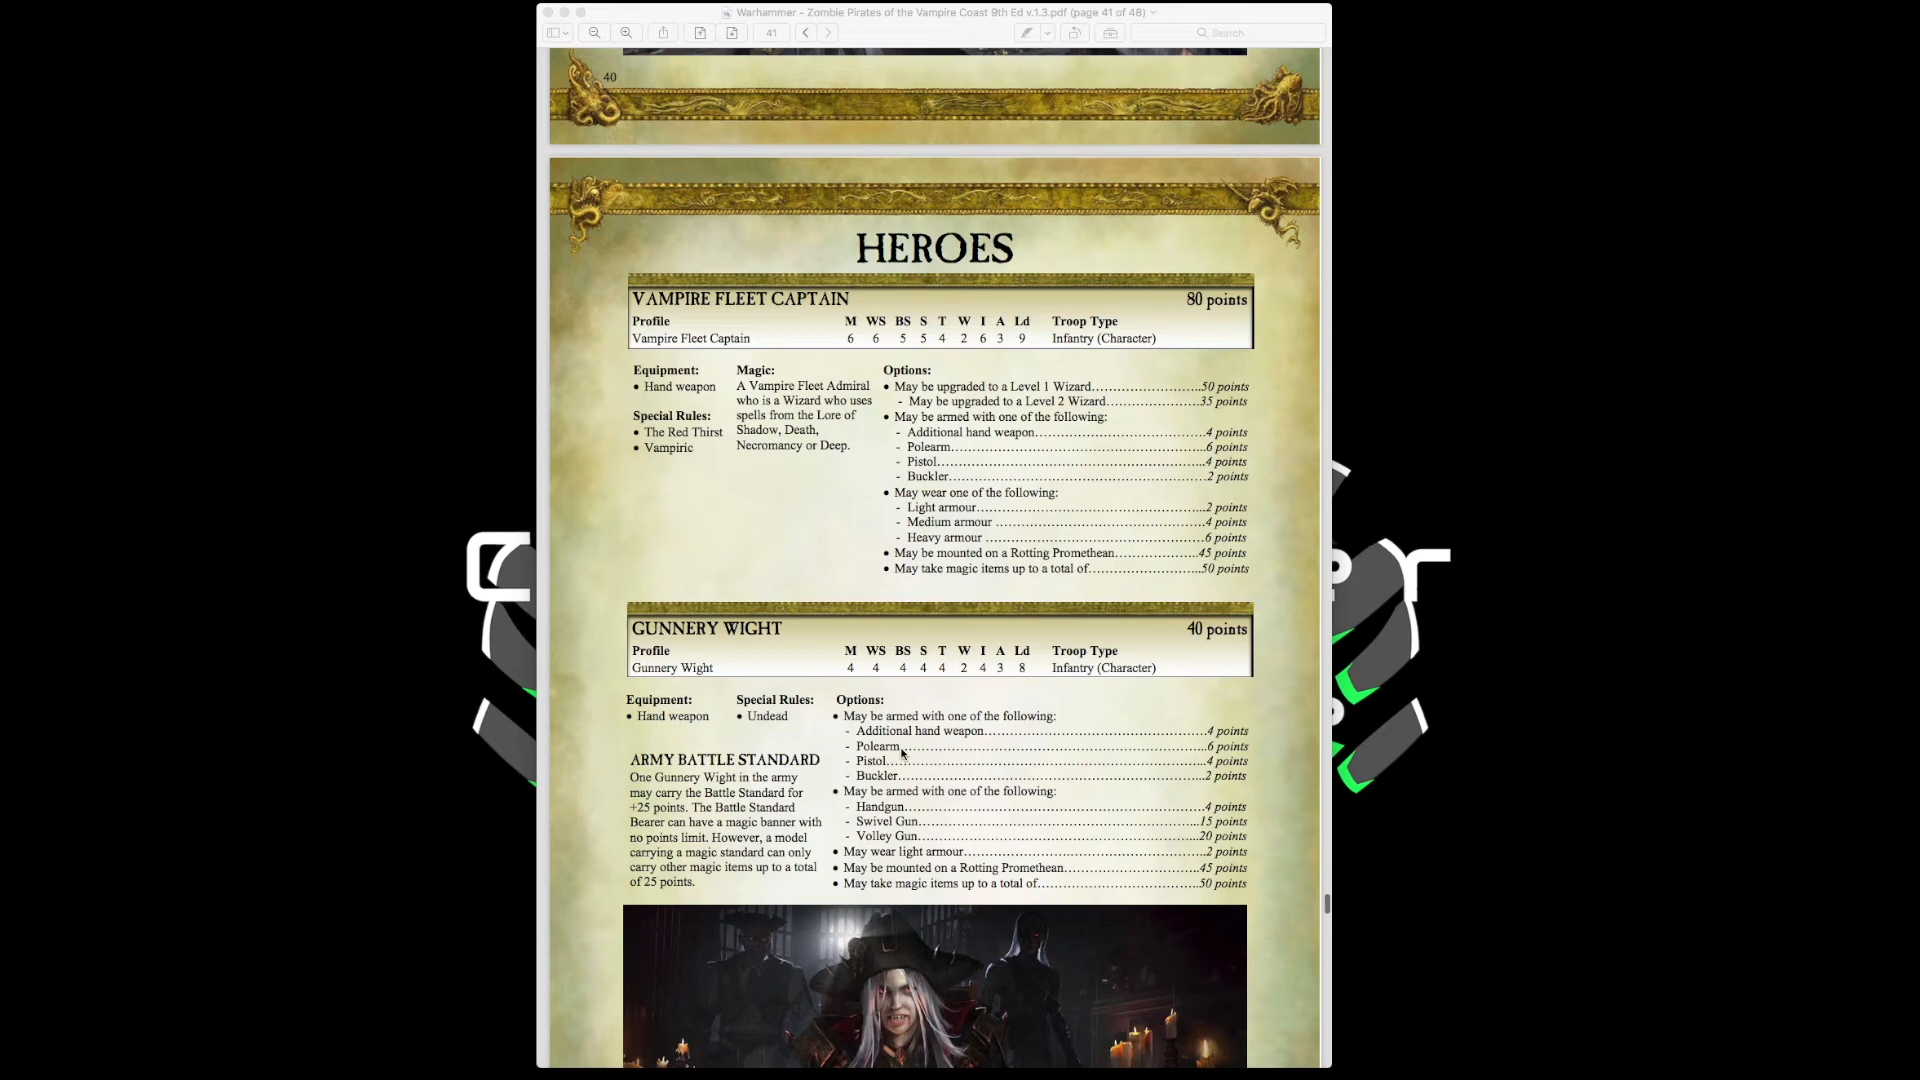 Warhammer - Zombie Pirates of the Vampire Coast 9th Ed v.1.3.pdf (page 41 of 48)
41
Search
40
HEROES
VAMPIRE FLEET CAPTAIN 80 points
Profile M WS BS S T W I A Ld Troop Type
Vampire Fleet Captain 6 6 5 5 4 2 6 3 9 Infantry (Character)
Equipment:
• Hand weapon
Special Rules:
• The Red Thirst
• Vampiric
Magic:
A Vampire Fleet Admiral
who is a Wizard who uses
spells from the Lore of
Shadow, Death,
Necromancy or Deep.
Options:
• May be upgraded to a Level 1 Wizard..............................50 points
- May be upgraded to a Level 2 Wizard..........................35 points
• May be armed with one of the following:
- Additional hand weapon..............................................4 points
- Polearm..............................................................6 points
- Pistol................................................................4 points
- Buckler..............................................................2 points
• May wear one of the following:
- Light armour..........................................................2 points
- Medium armour ......................................................4 points
- Heavy armour ........................................................6 points
• May be mounted on a Rotting Promethean.........................45 points
• May take magic items up to a total of..............................50 points
GUNNERY WIGHT 40 points
Profile M WS BS S T W I A Ld Troop Type
Gunnery Wight 4 4 4 4 4 2 4 3 8 Infantry (Character)
Equipment:
• Hand weapon
Special Rules:
• Undead
ARMY BATTLE STANDARD
One Gunnery Wight in the army
may carry the Battle Standard for
+25 points. The Battle Standard
Bearer can have a magic banner with
no points limit. However, a model
carrying a magic standard can only
carry other magic items up to a total
of 25 points.
Options:
• May be armed with one of the following:
- Additional hand weapon..............................................4 points
- Polearm..............................................................6 points
- Pistol................................................................4 points
- Buckler..............................................................2 points
• May be armed with one of the following:
- Handgun..............................................................4 points
- Swivel Gun..........................................................15 points
- Volley Gun..........................................................20 points
• May wear light armour................................................2 points
• May be mounted on a Rotting Promethean.........................45 points
• May take magic items up to a total of..............................50 points